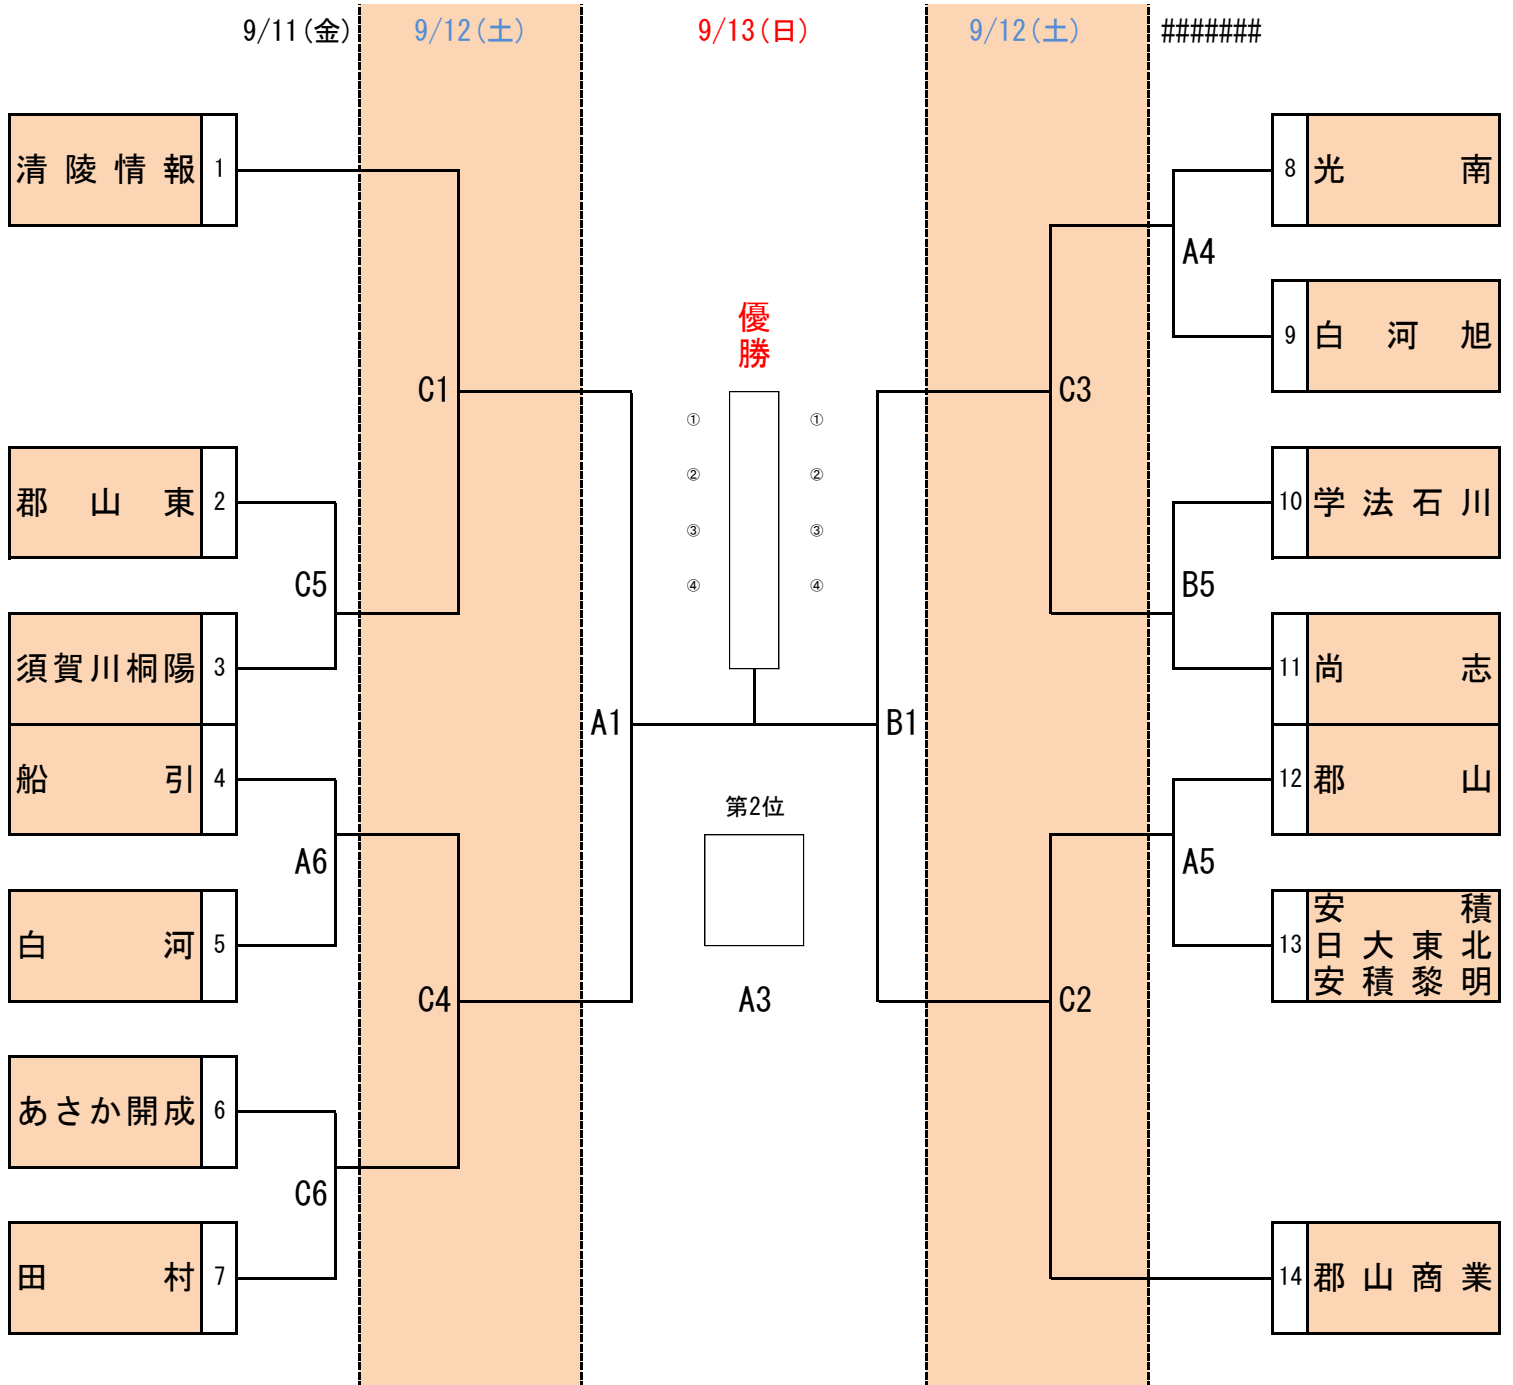 9/11(金) 9/12(土) 9/13(日) 9/12(土) #######
清陵情報 1
8 光南
A4
9 白河旭
優
勝
C1
C3
① ①
② ②
③ ③
④ ④
郡山東 2
10 学法石川
C5
B5
須賀川桐陽 3
11 尚志
A1
B1
船引 4
12 郡山
第2位
A6
A5
白河 5
13 安積
日大東北
安積黎明
C4
A3
C2
あさか開成 6
C6
田村 7
14 郡山商業